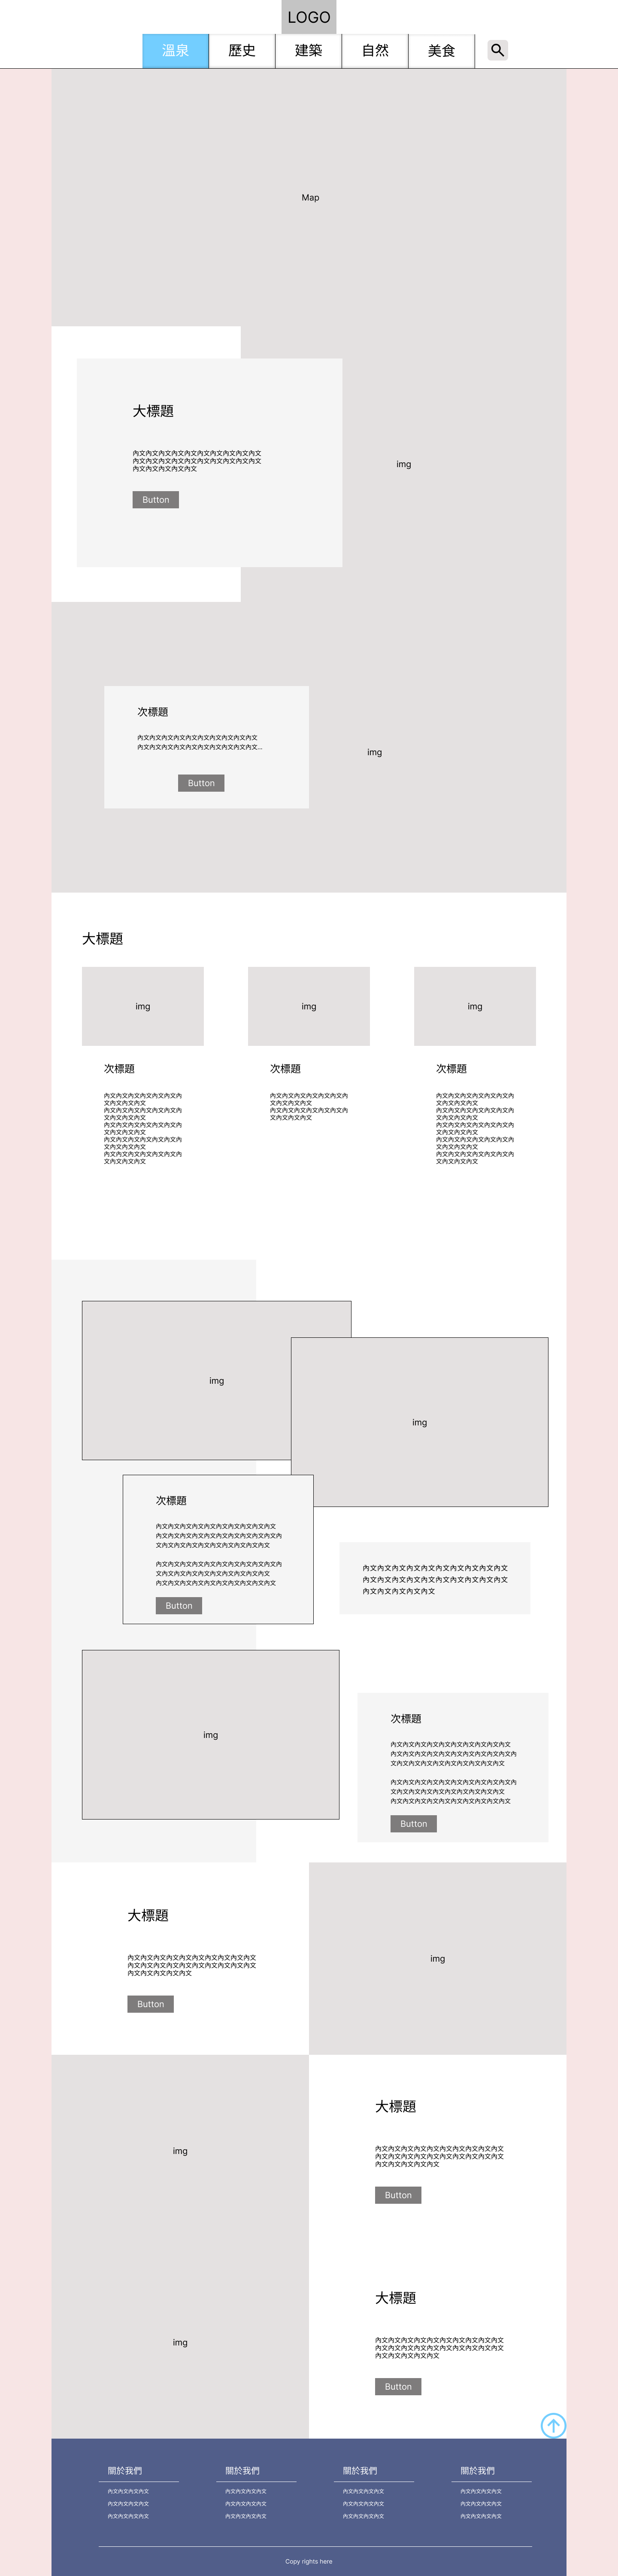 LOGO
溫泉
歷史
建築
自然
美食
Map
大標題
內文內文內文內文內文內文內文內文內文內文
內文內文內文內文內文內文內文內文內文內文
內文內文內文內文內文
Button
img
次標題
內文內文內文內文內文內文內文內文內文內文
內文內文內文內文內文內文內文內文內文內文...
Button
img
大標題
img
img
img
次標題
內文內文內文內文內文內文內
文內文內文內文
內文內文內文內文內文內文內
文內文內文內文
內文內文內文內文內文內文內
文內文內文內文
內文內文內文內文內文內文內
文內文內文內文
內文內文內文內文內文內文內
文內文內文內文
次標題
內文內文內文內文內文內文內
文內文內文內文
內文內文內文內文內文內文內
文內文內文內文
次標題
內文內文內文內文內文內文內
文內文內文內文
內文內文內文內文內文內文內
文內文內文內文
內文內文內文內文內文內文內
文內文內文內文
內文內文內文內文內文內文內
文內文內文內文
內文內文內文內文內文內文內
文內文內文內文
img
img
次標題
內文內文內文內文內文內文內文內文內文內文
內文內文內文內文內文內文內文內文內文內文內
文內文內文內文內文內文內文內文內文內文
內文內文內文內文內文內文內文內文內文內文內
文內文內文內文內文內文內文內文內文內文
內文內文內文內文內文內文內文內文內文內文
Button
內文內文內文內文內文內文內文內文內文內文
內文內文內文內文內文內文內文內文內文內文
內文內文內文內文內文
img
次標題
內文內文內文內文內文內文內文內文內文內文
內文內文內文內文內文內文內文內文內文內文內
文內文內文內文內文內文內文內文內文內文
內文內文內文內文內文內文內文內文內文內文內
文內文內文內文內文內文內文內文內文內文
內文內文內文內文內文內文內文內文內文內文
Button
大標題
內文內文內文內文內文內文內文內文內文內文
內文內文內文內文內文內文內文內文內文內文
內文內文內文內文內文
Button
img
img
大標題
內文內文內文內文內文內文內文內文內文內文
內文內文內文內文內文內文內文內文內文內文
內文內文內文內文內文
Button
img
大標題
內文內文內文內文內文內文內文內文內文內文
內文內文內文內文內文內文內文內文內文內文
內文內文內文內文內文
Button
關於我們
內文內文內文內文
內文內文內文內文
內文內文內文內文
關於我們
內文內文內文內文
內文內文內文內文
內文內文內文內文
關於我們
內文內文內文內文
內文內文內文內文
內文內文內文內文
關於我們
內文內文內文內文
內文內文內文內文
內文內文內文內文
Copy rights here